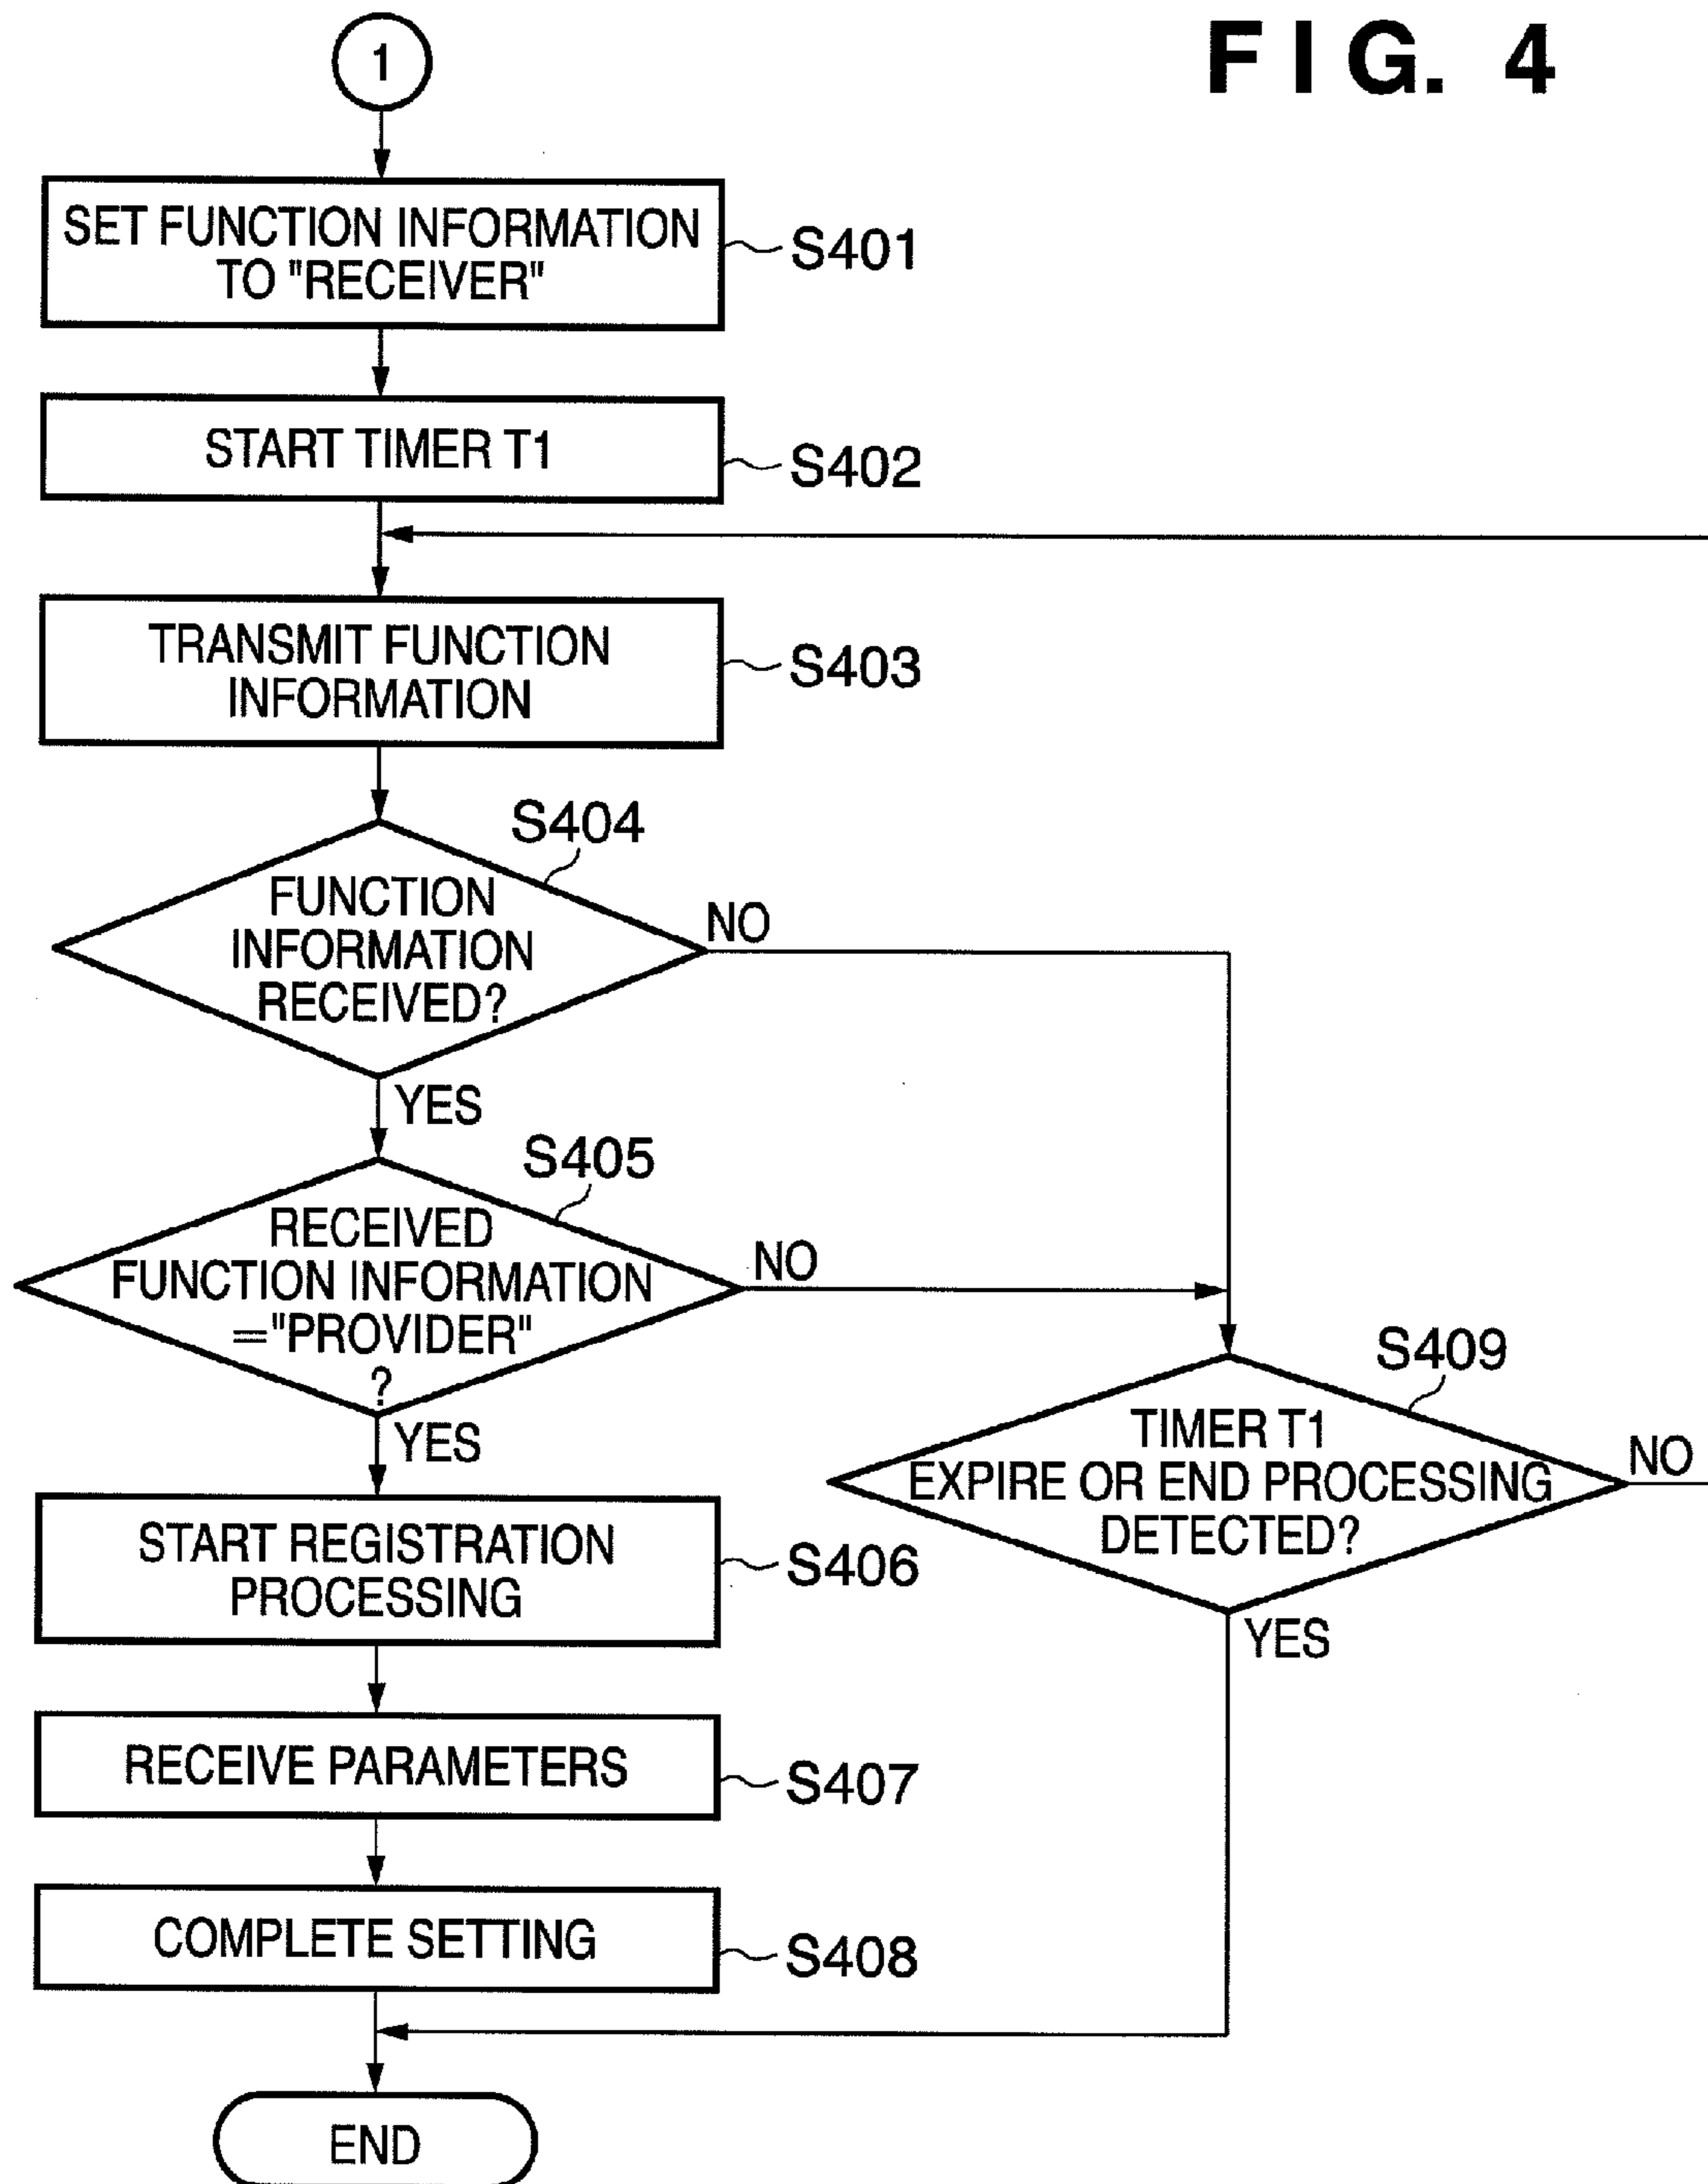 FIG. 4
1
SET FUNCTION INFORMATION
TO "RECEIVER"
S401
START TIMER T1
S402
TRANSMIT FUNCTION
INFORMATION
S403
S404
FUNCTION
INFORMATION
RECEIVED?
NO
YES
S405
RECEIVED
FUNCTION INFORMATION
="PROVIDER"
?
NO
YES
S409
TIMER T1
EXPIRE OR END PROCESSING
DETECTED?
NO
YES
START REGISTRATION
PROCESSING
S406
RECEIVE PARAMETERS
S407
COMPLETE SETTING
S408
END